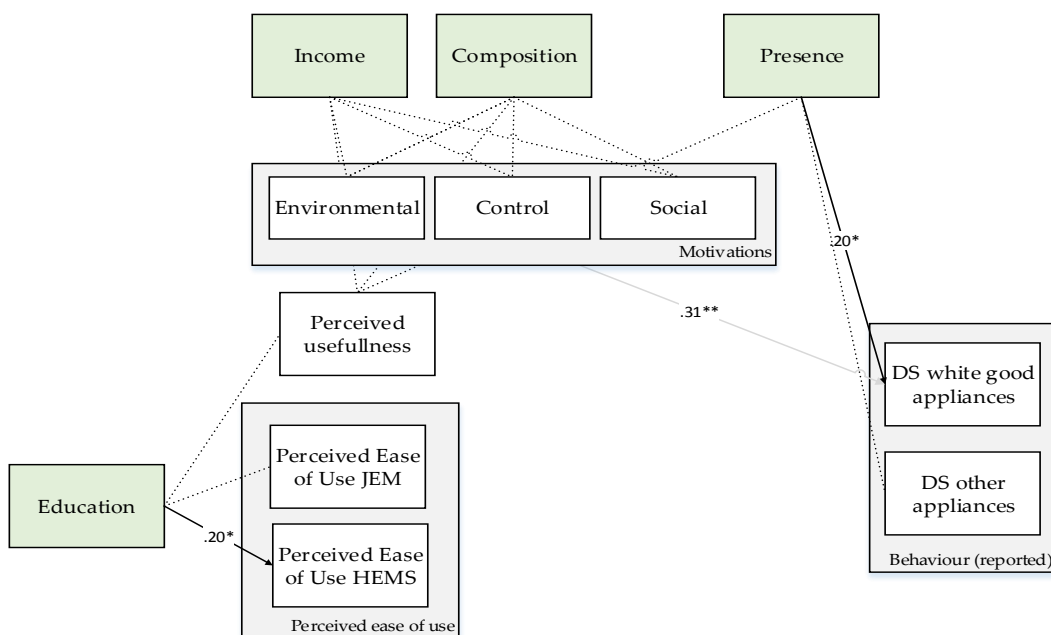 Income
Composition
Presence
Environmental
Control
Social
Motivations
.20*
.31**
Perceived
usefullness
DS white good
appliances
DS other
appliances
Behaviour (reported)
Education
.20*
Perceived Ease
of Use JEM
Perceived Ease
of Use HEMS
Perceived ease of use